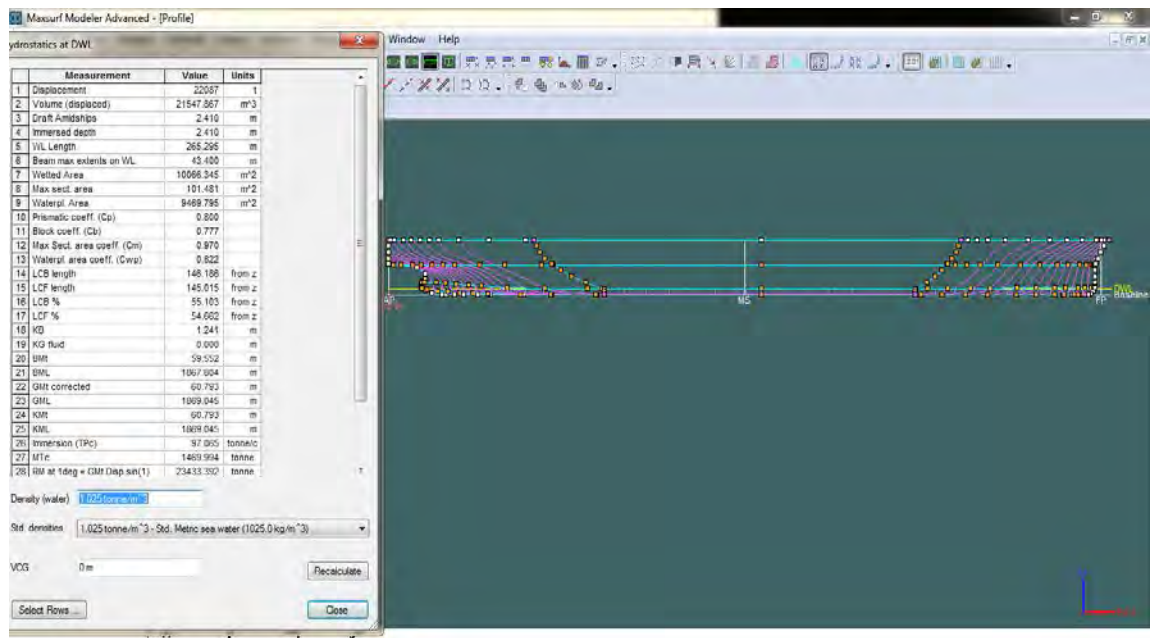 Maxsurf Modeler Advanced - [Profile]
ydrostatics at DWL
Window Help
Measurement Value Units
1 Displacement 22087 t
2 Volume (displaced) 21547.867 m^3
3 Draft Amidships 2.410 m
4 Immersed depth 2.410 m
5 WL Length 265.295 m
6 Beam max extents on WL 43.400 m
7 Wetted Area 10066.345 m^2
8 Max sect. area 101.481 m^2
9 Waterpl. Area 9469.795 m^2
10 Prismatic coeff. (Cp) 0.800
11 Block coeff. (Cb) 0.777
12 Max Sect. area coeff. (Cm) 0.970
13 Waterpl. area coeff. (Cwp) 0.822
14 LCB length 146.186 from z
15 LCF length 145.015 from z
16 LCB % 55.103 from z
17 LCF % 54.662 from z
18 KB 1.241 m
19 KG fluid 0.000 m
20 BMt 59.552 m
21 BML 1867.804 m
22 GMt corrected 60.793 m
23 GML 1869.045 m
24 KMt 60.793 m
25 KML 1869.045 m
26 Immersion (TPc) 97.065 tonne/c
27 MTc 1469.994 tonne
28 RM at 1deg = GMt.Disp.sin(1) 23433.392 tonne
Density (water) 1.025 tonne/m^3
Std. densities 1.025 tonne/m^3 - Std. Metric sea water (1025.0 kg/m^3)
VCG 0 m
Recalculate
Select Rows ...
Close
AP
MS
FP
DWL
Baseline